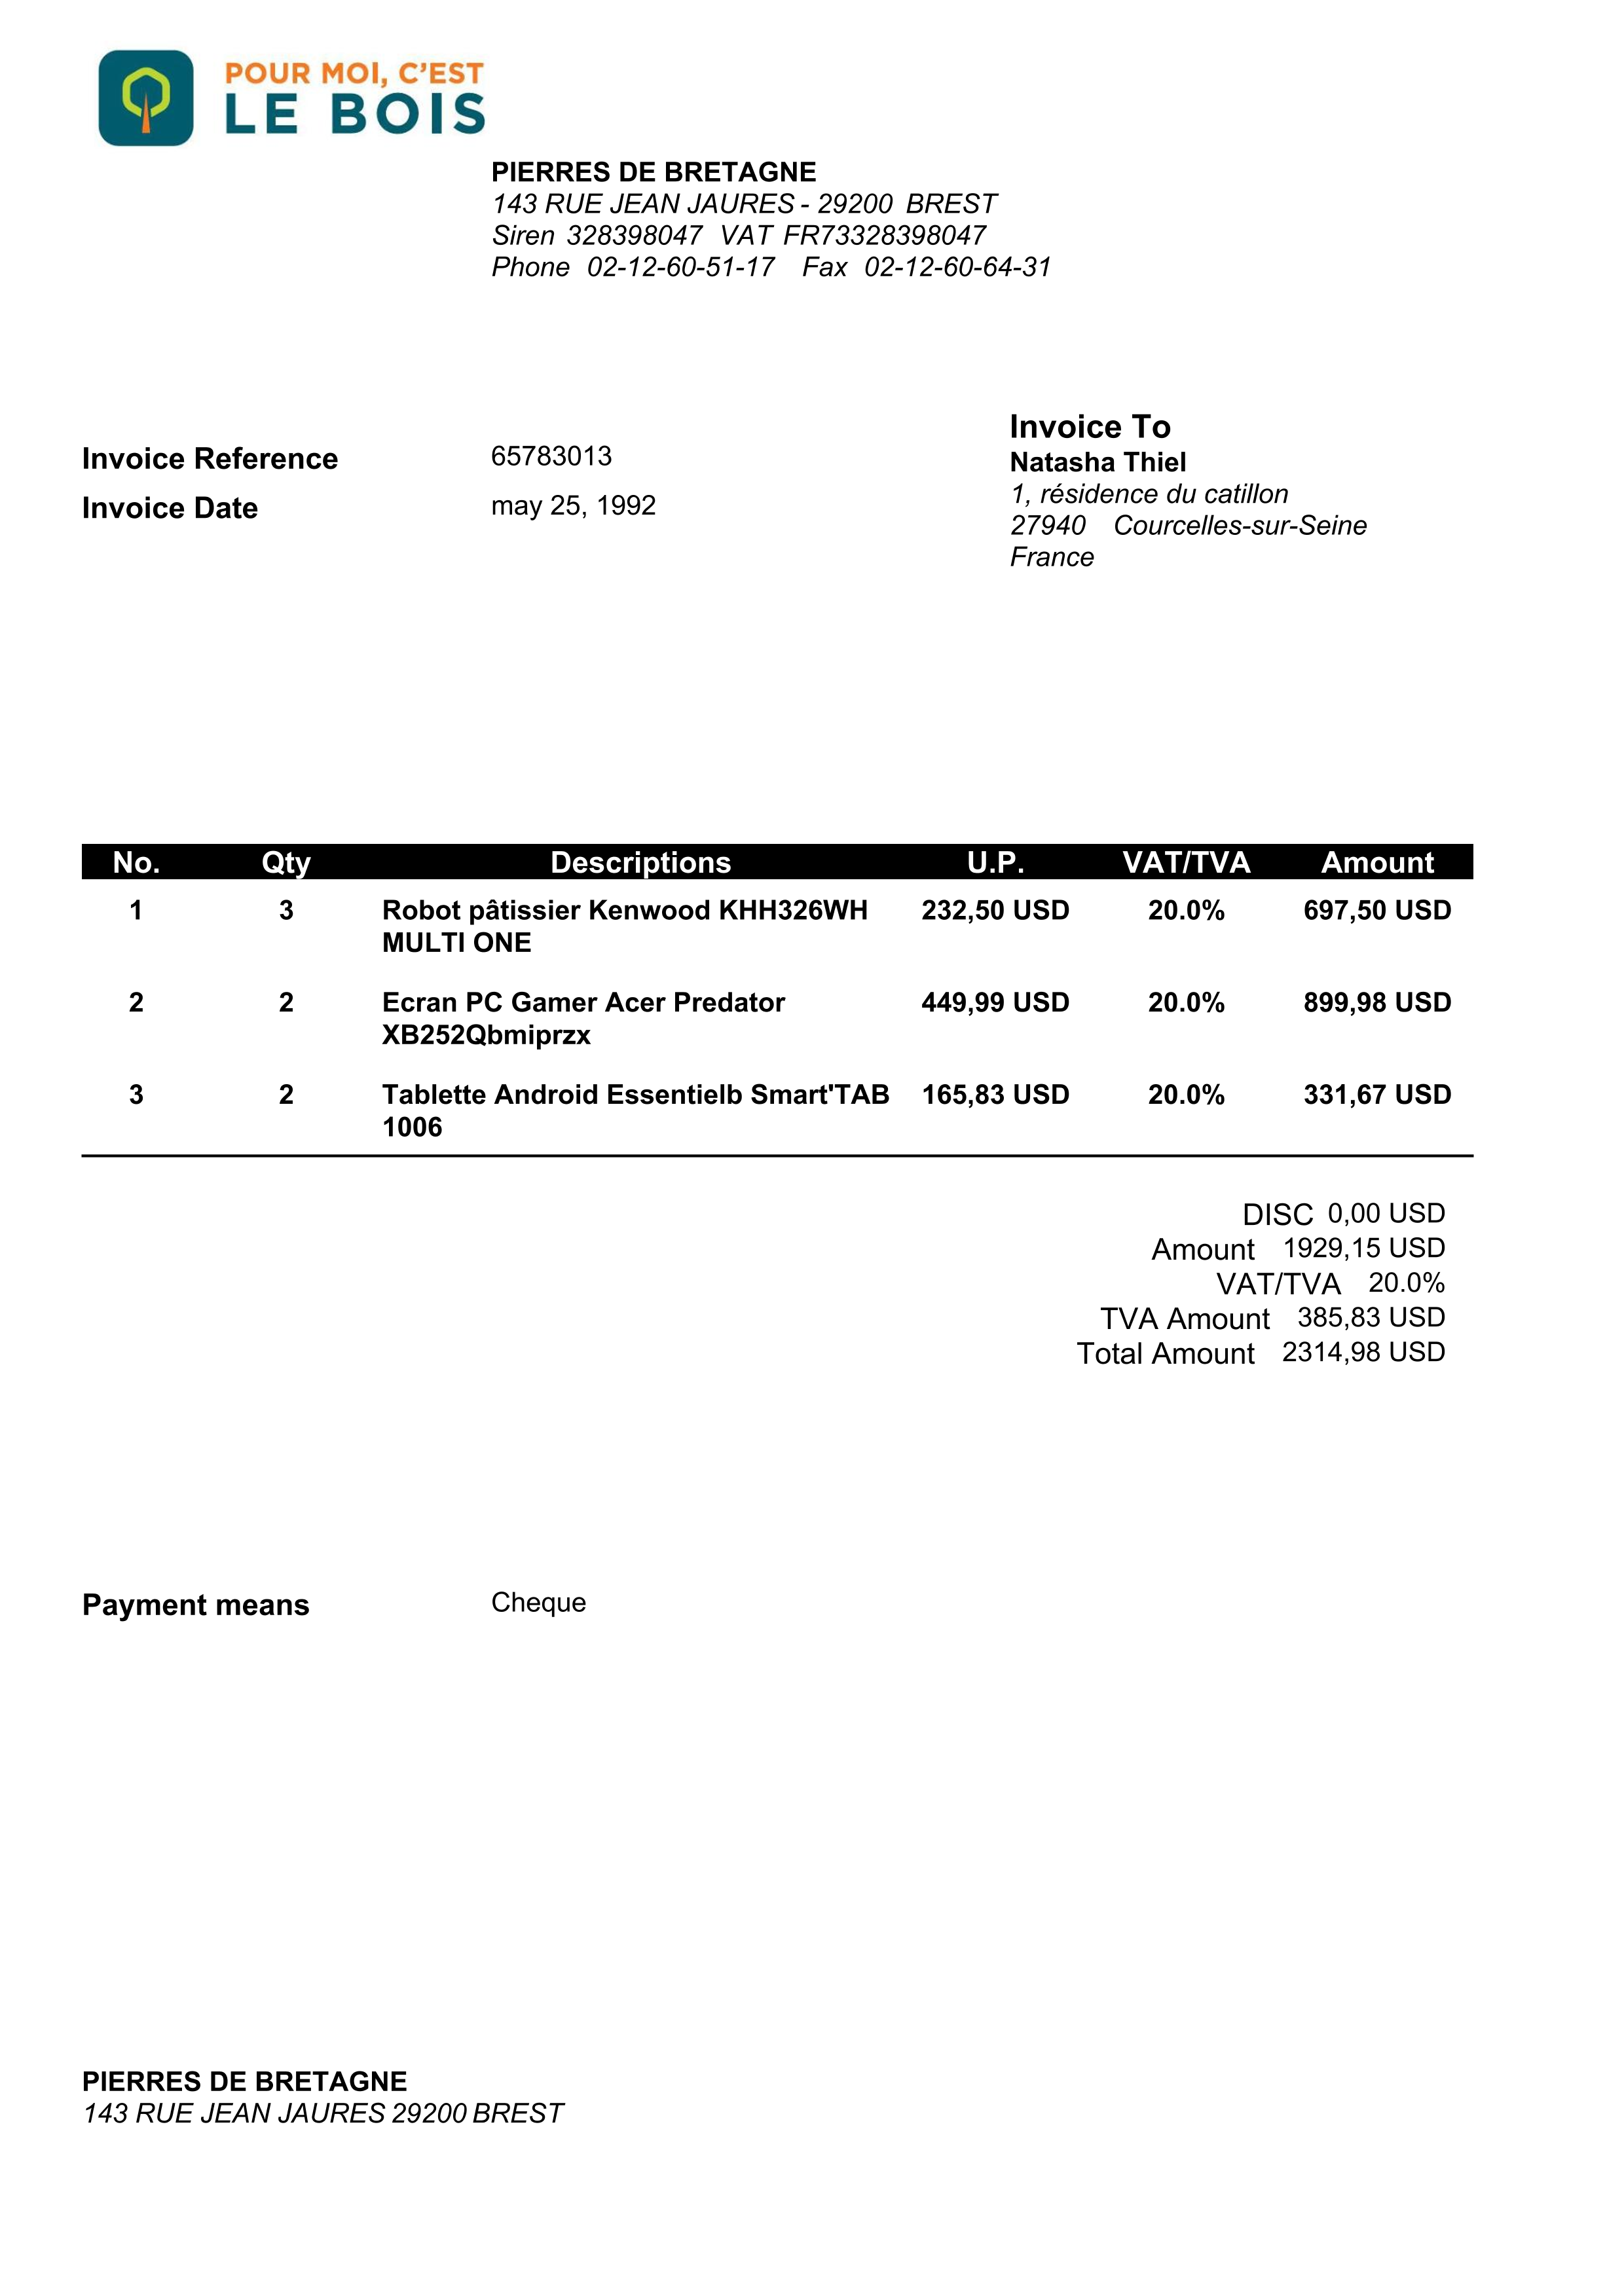 POUR MOI, C'EST
LE BOIS
PIERRES DE BRETAGNE
143 RUE JEAN JAURES - 29200 BREST
Siren 328398047 VAT FR73328398047
Phone 02-12-60-51-17 Fax 02-12-60-64-31
Invoice Reference 65783013
Invoice Date may 25, 1992
Invoice To
Natasha Thiel
1, résidence du catillon
27940 Courcelles-sur-Seine
France
No. Qty Descriptions U.P. VAT/TVA Amount
1 3 Robot pâtissier Kenwood KHH326WH 232,50 USD 20.0% 697,50 USD
MULTI ONE
2 2 Ecran PC Gamer Acer Predator 449,99 USD 20.0% 899,98 USD
XB252Qbmiprzx
3 2 Tablette Android Essentielb Smart'TAB 165,83 USD 20.0% 331,67 USD
1006
DISC 0,00 USD
Amount 1929,15 USD
VAT/TVA 20.0%
TVA Amount 385,83 USD
Total Amount 2314,98 USD
Payment means Cheque
PIERRES DE BRETAGNE
143 RUE JEAN JAURES 29200 BREST